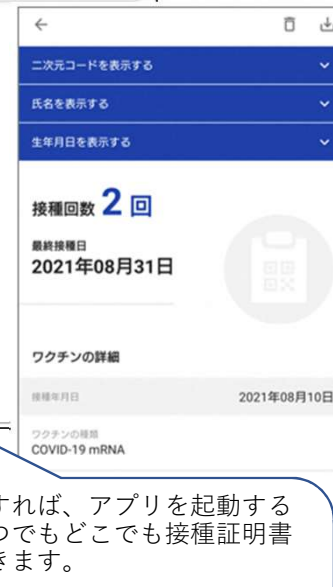 二次元コードを表示する
氏名を表示する
生年月日を表示する
接種回数 2 回
最終接種日
2021年08月31日
ワクチンの詳細
接種年月日 2021年08月10日
ワクチンの種類
COVID-19 mRNA
すれば、アプリを起動する
つでもどこでも接種証明書
きます。